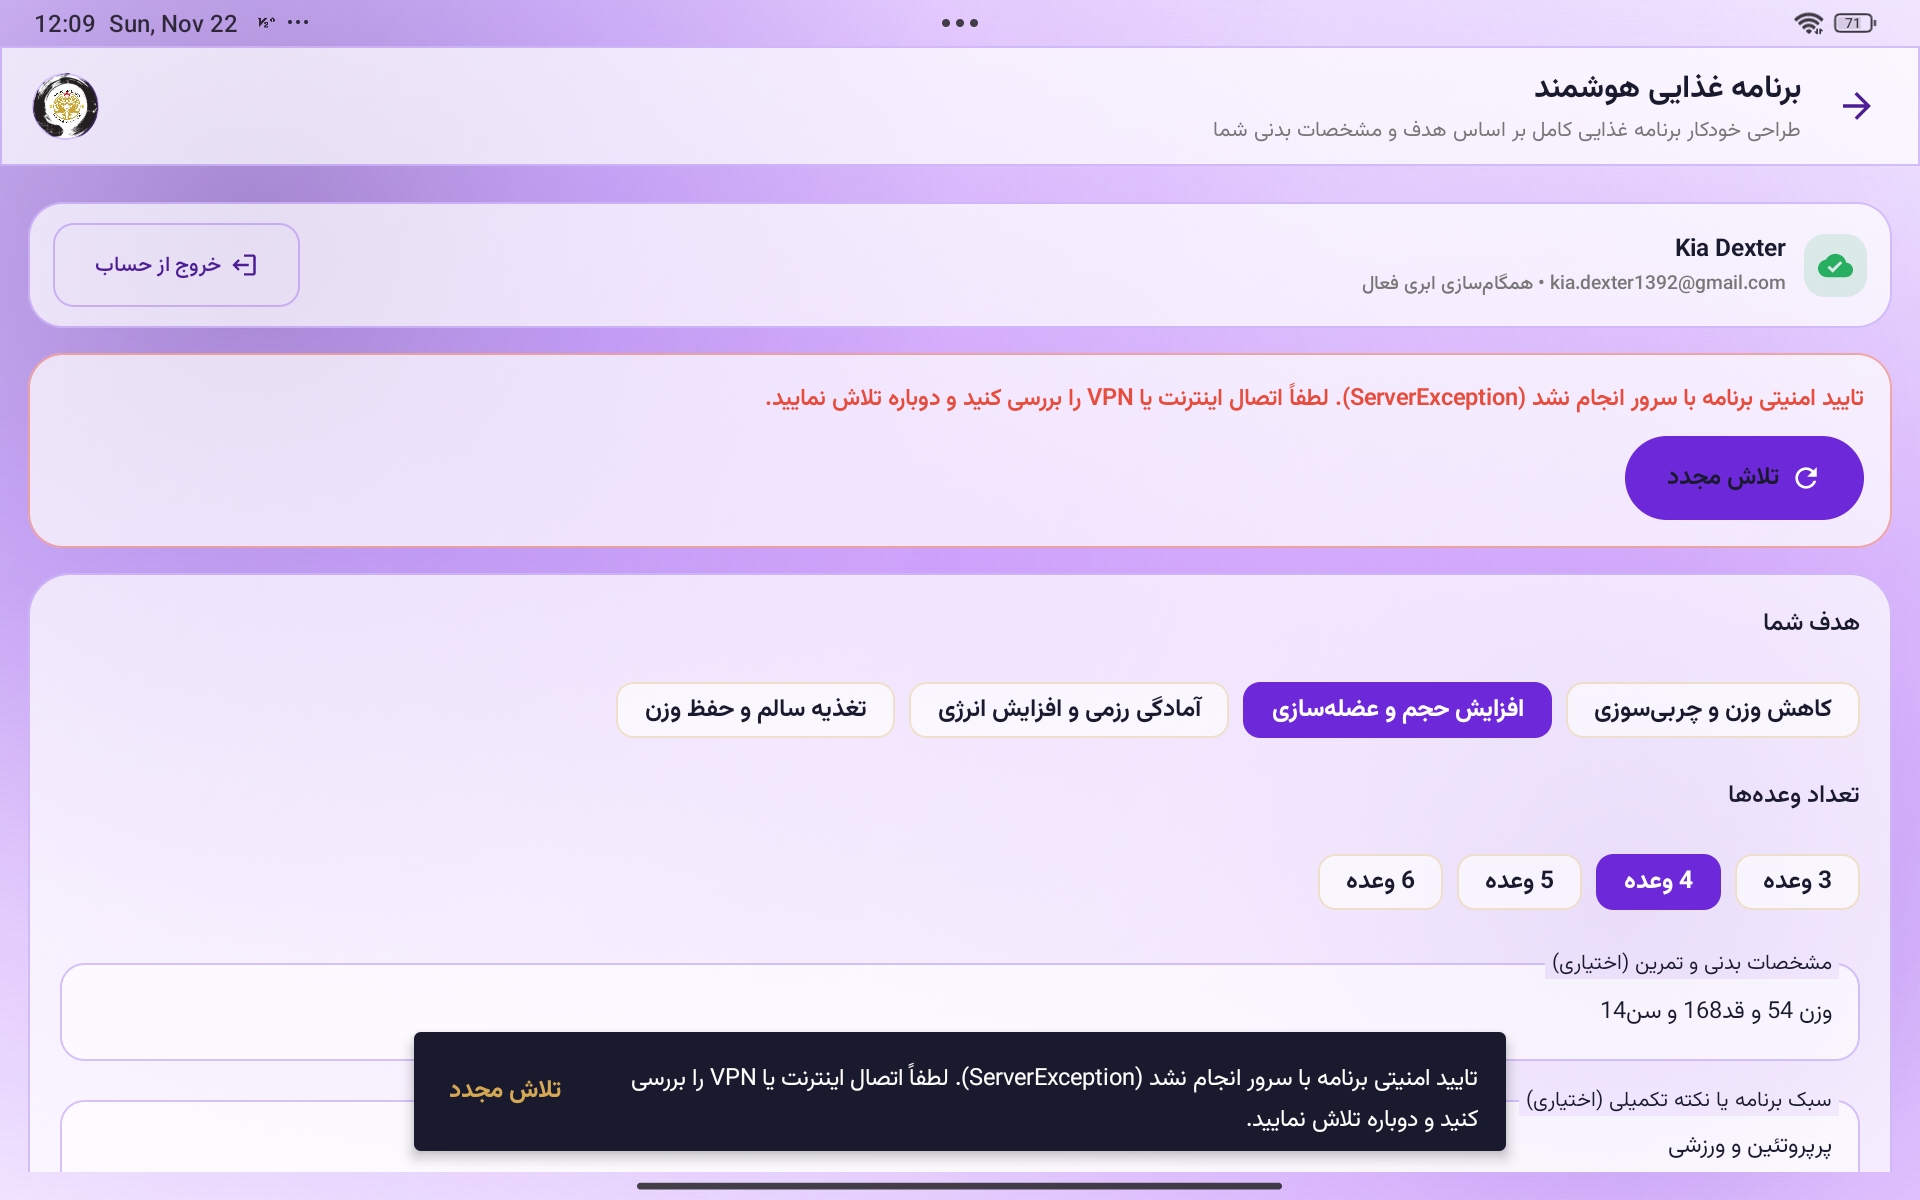 12:09 Sun, Nov 22
71
برنامه غذایی هوشمند
طراحی خودکار برنامه غذایی کامل بر اساس هدف و مشخصات بدنی شما
Kia Dexter
kia.dexter1392@gmail.com • همگام‌سازی ابری فعال
خروج از حساب
تایید امنیتی برنامه با سرور انجام نشد (ServerException). لطفاً اتصال اینترنت یا VPN را بررسی کنید و دوباره تلاش نمایید.
تلاش مجدد
هدف شما
کاهش وزن و چربی‌سوزی
افزایش حجم و عضله‌سازی
آمادگی رزمی و افزایش انرژی
تغذیه سالم و حفظ وزن
تعداد وعده‌ها
3 وعده
4 وعده
5 وعده
6 وعده
مشخصات بدنی و تمرین (اختیاری)
وزن 54 و قد168 و سن14
سبک برنامه یا نکته تکمیلی (اختیاری)
پرپروتئین و ورزشی
تایید امنیتی برنامه با سرور انجام نشد (ServerException). لطفاً اتصال اینترنت یا VPN را بررسی
کنید و دوباره تلاش نمایید.
تلاش مجدد